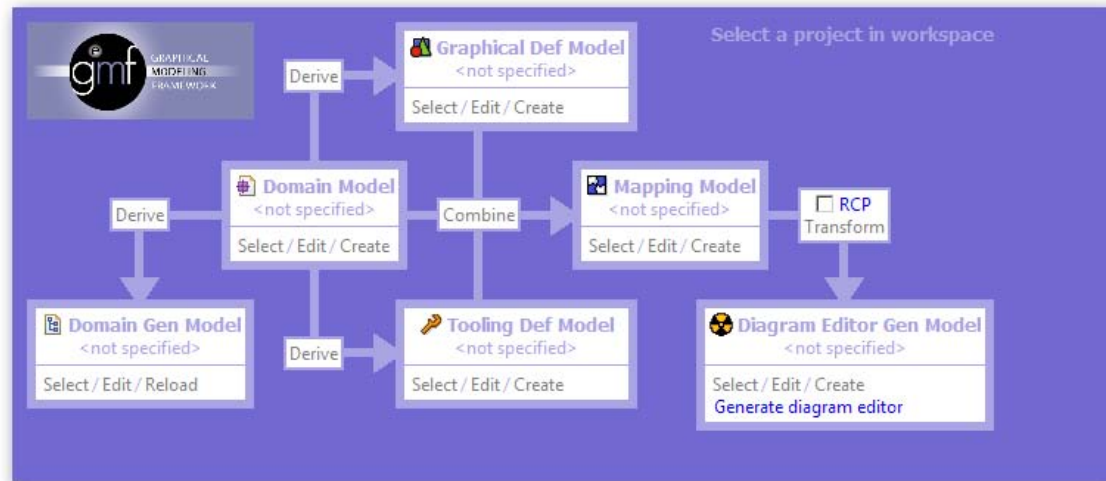 gmf
GRAPHICAL
MODELING
FRAMEWORK
Select a project in workspace
Derive
Graphical Def Model
<not specified>
Select / Edit / Create
Domain Model
<not specified>
Select / Edit / Create
Derive
Combine
Mapping Model
<not specified>
Select / Edit / Create
RCP
Transform
Domain Gen Model
<not specified>
Select / Edit / Reload
Derive
Tooling Def Model
<not specified>
Select / Edit / Create
Diagram Editor Gen Model
<not specified>
Select / Edit / Create
Generate diagram editor